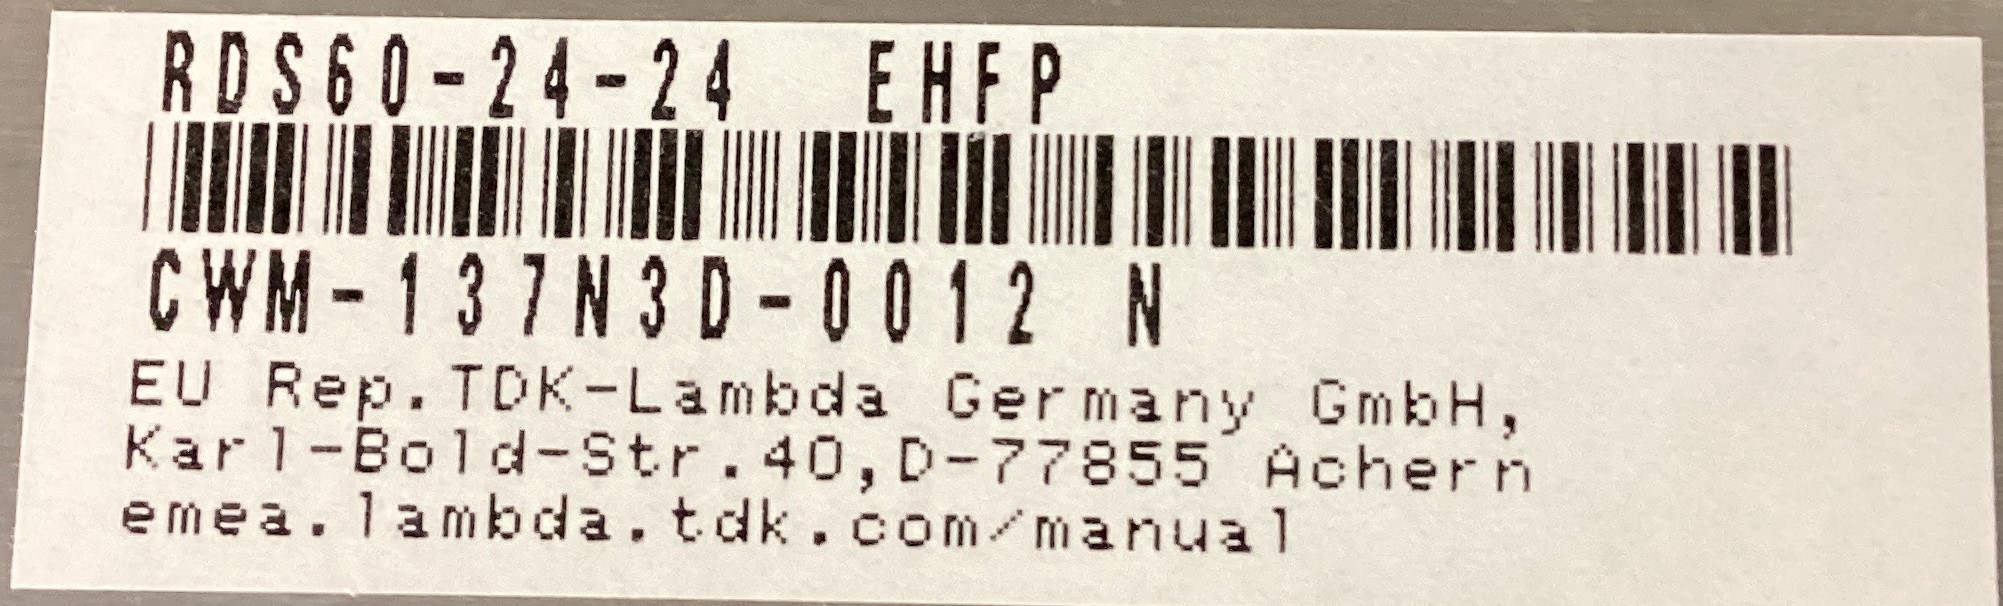 RDS60-24-24 EHFP
CWM-137N3D-0012 N
EU Rep.TDK-Lambda Germany GmbH,
Karl-Bold-Str.40,D-77855 Achern
emea.lambda.tdk.com/manual